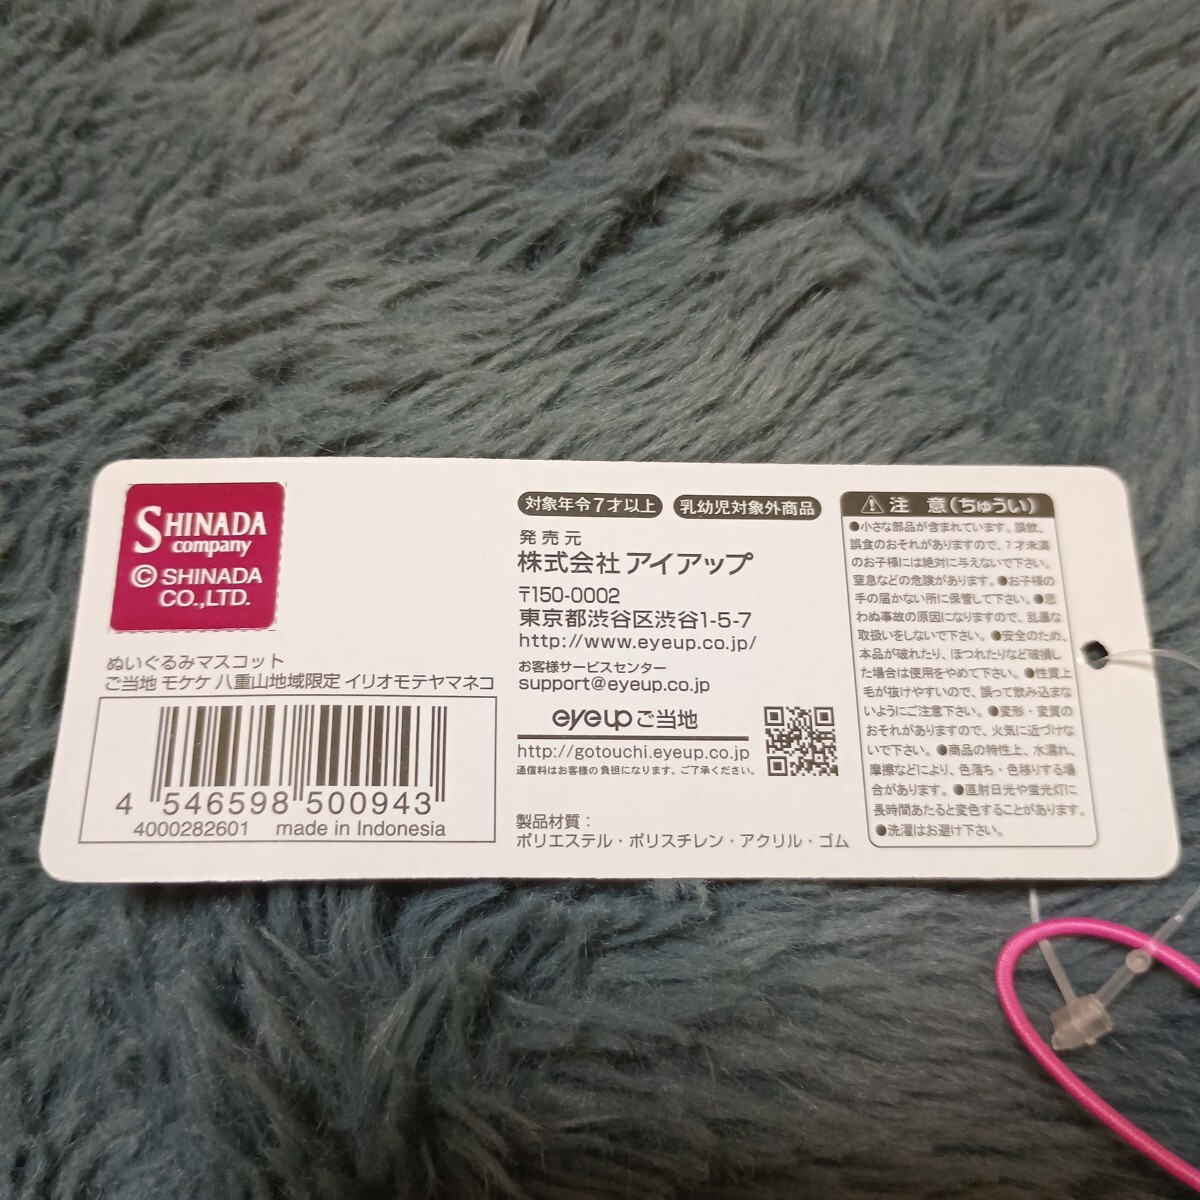 SHINADA
company
© SHINADA
CO.,LTD.
ぬいぐるみマスコット
ご当地 モケケ 八重山地域限定 イリオモテヤマネコ
4 546598 500943
4000282601 made in Indonesia
対象年令7才以上 乳幼児対象外商品
発売元
株式会社 アイアップ
〒150-0002
東京都渋谷区渋谷1-5-7
http://www.eyeup.co.jp/
お客様サービスセンター
support@eyeup.co.jp
eyeup ご当地
http://gotouchi.eyeup.co.jp
通信料はお客様の負担になります。ご了承ください。
製品材質：
ポリエステル・ポリスチレン・アクリル・ゴム
注 意(ちゅうい)
●小さな部品が含まれています。誤飲、
誤食のおそれがありますので、7才未満
のお子様には絶対に与えないで下さい。
窒息などの危険があります。●お子様の
手の届かない所に保管して下さい。●思
わぬ事故の原因になりますので、乱暴な
取扱いをしないで下さい。●安全のため、
本品が破れたり、ほつれたりなど破損し
た場合は使用をやめて下さい。●性質上
毛が抜けやすいので、誤って飲み込まな
いようにご注意下さい。●変形・変質の
おそれがありますので、火気に近づけな
いで下さい。●商品の特性上、水濡れ、
摩擦などにより、色落ち・色移りする場
合があります。●直射日光や蛍光灯に
長時間あたると変色することがあります。
●洗濯はお避け下さい。